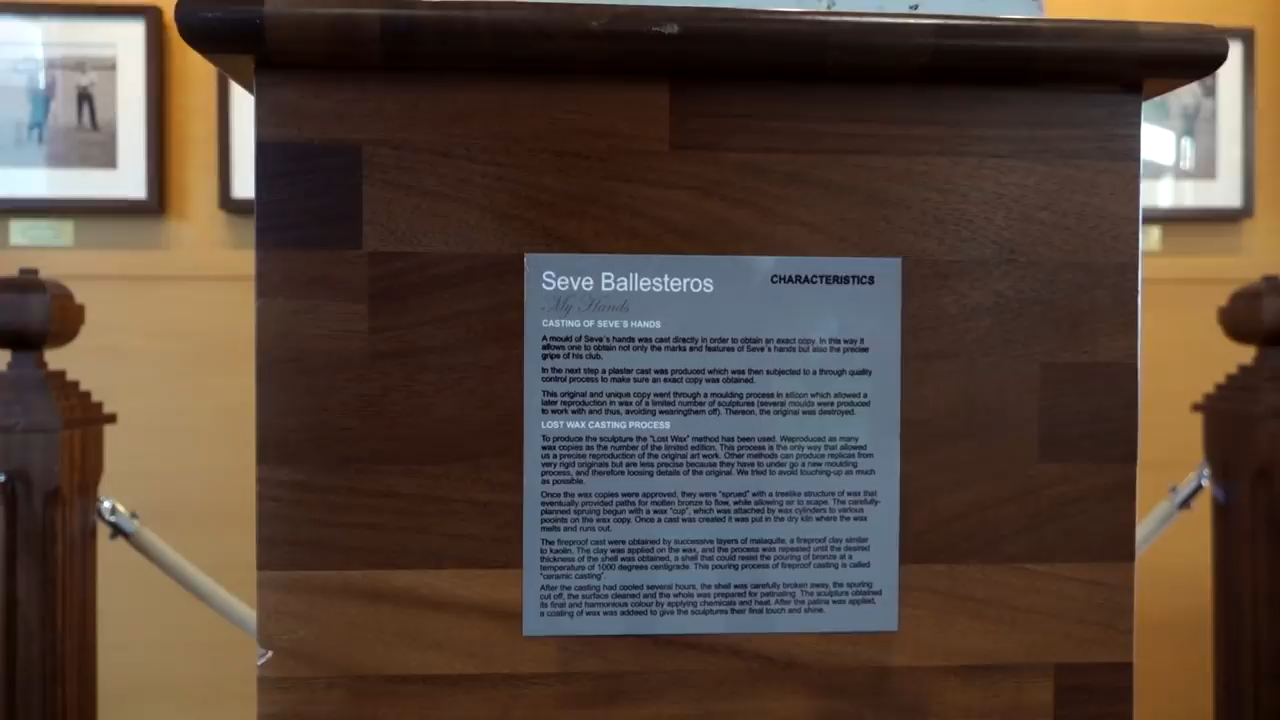 Seve Ballesteros
CHARACTERISTICS
My Hands
CASTING OF SEVE´S HANDS
A mould of Seve´s hands was cast directly in order to obtain an exact copy. In this way it
allows one to obtain not only the marks and features of Seve´s hands but also the precise
grips of his club.
In the next step a plaster cast was produced which was then subjected to a through quality
control process to make sure an exact copy was obtained.
This original and unique copy went through a moulding process in silicon which allowed a
later reproduction in wax of a limited number of sculptures (several moulds were produced
to work with and thus, avoiding wearingthem off). Thereon, the original was destroyed.
LOST WAX CASTING PROCESS
To produce the sculpture the "Lost Wax" method has been used. Weproduced as many
wax copies as the number of the limited edition. This process is the only way that allowed
us a precise reproduction of the original art work. Other methods can produce replicas from
very rigid originals but are less precise because they have to under go a new moulding
process, and therefore loosing details of the original. We tried to avoid touching-up as much
as possible.
Once the wax copies were approved, they were "sprued" with a treelike structure of wax that
eventually provided paths for molten bronze to flow, while allowing air to scape. The carefully-
planned spruing begun with a wax "cup", which was attached by wax cylinders to various
pooints on the wax copy. Once a cast was created it was put in the dry kiln where the wax
melts and runs out.
The fireproof cast were obtained by successive layers of malaquite, a fireproof clay similar
to kaolin. The clay was applied on the wax, and the process was repeated until the desired
thickness of the shell was obtained, a shell that could resist the pouring of bronze at a
temperature of 1000 degrees centigrade. This pouring process of fireproof casting is called
"ceramic casting".
After the casting had cooled several hours, the shell was carefully broken away, the spuring
cut off, the surface cleaned and the whole was prepared for patinating. The sculpture obtained
its final and harmonious colour by applying chemicals and heat. After the patina was applied,
a coating of wax was addeed to give the sculptures their final touch and shine.